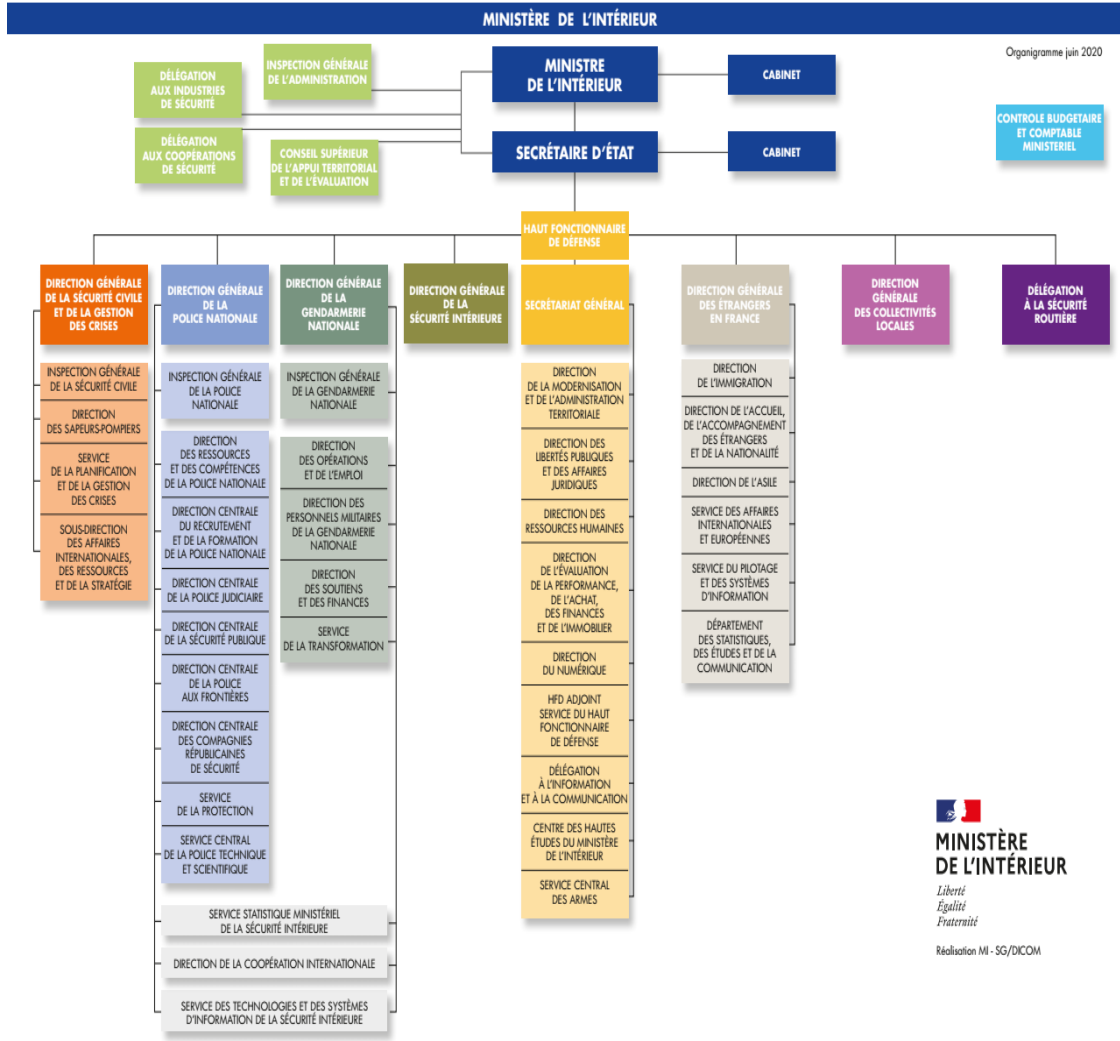 MINISTÈRE DE L'INTÉRIEUR
Organigramme juin 2020
MINISTRE
DE L'INTÉRIEUR
CABINET
INSPECTION GÉNÉRALE
DE L'ADMINISTRATION
DÉLÉGATION
AUX INDUSTRIES
DE SÉCURITÉ
DÉLÉGATION
AUX COOPÉRATIONS
DE SÉCURITÉ
CONSEIL SUPÉRIEUR
DE L'APPUI TERRITORIAL
ET DE L'ÉVALUATION
SECRÉTAIRE D'ÉTAT
CABINET
CONTROLE BUDGETAIRE
ET COMPTABLE
MINISTERIEL
HAUT FONCTIONNAIRE
DE DÉFENSE
DIRECTION GÉNÉRALE
DE LA SÉCURITÉ CIVILE
ET DE LA GESTION
DES CRISES
INSPECTION GÉNÉRALE
DE LA SÉCURITÉ CIVILE
DIRECTION
DES SAPEURS-POMPIERS
SERVICE
DE LA PLANIFICATION
ET DE LA GESTION
DES CRISES
SOUS-DIRECTION
DES AFFAIRES
INTERNATIONALES,
DES RESSOURCES
ET DE LA STRATÉGIE
DIRECTION GÉNÉRALE
DE LA
POLICE NATIONALE
INSPECTION GÉNÉRALE
DE LA POLICE
NATIONALE
DIRECTION
DES RESSOURCES
ET DES COMPÉTENCES
DE LA POLICE NATIONALE
DIRECTION CENTRALE
DU RECRUTEMENT
ET DE LA FORMATION
DE LA POLICE NATIONALE
DIRECTION CENTRALE
DE LA POLICE JUDICIAIRE
DIRECTION CENTRALE
DE LA SÉCURITÉ PUBLIQUE
DIRECTION CENTRALE
DE LA POLICE
AUX FRONTIÈRES
DIRECTION CENTRALE
DES COMPAGNIES
RÉPUBLICAINES
DE SÉCURITÉ
SERVICE
DE LA PROTECTION
SERVICE CENTRAL
DE LA POLICE TECHNIQUE
ET SCIENTIFIQUE
DIRECTION GÉNÉRALE
DE LA
GENDARMERIE
NATIONALE
INSPECTION GÉNÉRALE
DE LA GENDARMERIE
NATIONALE
DIRECTION
DES OPÉRATIONS
ET DE L'EMPLOI
DIRECTION DES
PERSONNELS MILITAIRES
DE LA GENDARMERIE
NATIONALE
DIRECTION
DES SOUTIENS
ET DES FINANCES
SERVICE
DE LA TRANSFORMATION
SERVICE STATISTIQUE MINISTÉRIEL
DE LA SÉCURITÉ INTÉRIEURE
DIRECTION DE LA COOPÉRATION INTERNATIONALE
SERVICE DES TECHNOLOGIES ET DES SYSTÈMES
D'INFORMATION DE LA SÉCURITÉ INTÉRIEURE
DIRECTION GÉNÉRALE
DE LA
SÉCURITÉ INTÉRIEURE
SECRÉTARIAT GÉNÉRAL
DIRECTION
DE LA MODERNISATION
ET DE L'ADMINISTRATION
TERRITORIALE
DIRECTION DES
LIBERTÉS PUBLIQUES
ET DES AFFAIRES
JURIDIQUES
DIRECTION DES
RESSOURCES HUMAINES
DIRECTION
DE L'ÉVALUATION
DE LA PERFORMANCE,
DE L'ACHAT,
DES FINANCES
ET DE L'IMMOBILIER
DIRECTION
DU NUMÉRIQUE
HFD ADJOINT
SERVICE DU HAUT
FONCTIONNAIRE
DE DÉFENSE
DÉLÉGATION
À L'INFORMATION
ET À LA COMMUNICATION
CENTRE DES HAUTES
ÉTUDES DU MINISTÈRE
DE L'INTÉRIEUR
SERVICE CENTRAL
DES ARMES
DIRECTION GÉNÉRALE
DES ÉTRANGERS
EN FRANCE
DIRECTION
DE L'IMMIGRATION
DIRECTION DE L'ACCUEIL,
DE L'ACCOMPAGNEMENT
DES ÉTRANGERS
ET DE LA NATIONALITÉ
DIRECTION DE L'ASILE
SERVICE DES AFFAIRES
INTERNATIONALES
ET EUROPÉENNES
SERVICE DU PILOTAGE
ET DES SYSTÈMES
D'INFORMATION
DÉPARTEMENT
DES STATISTIQUES,
DES ÉTUDES ET DE LA
COMMUNICATION
DIRECTION
GÉNÉRALE
DES COLLECTIVITÉS
LOCALES
DÉLÉGATION
À LA SÉCURITÉ
ROUTIÈRE
MINISTÈRE
DE L'INTÉRIEUR
Liberté
Égalité
Fraternité
Réalisation MI - SG/DICOM